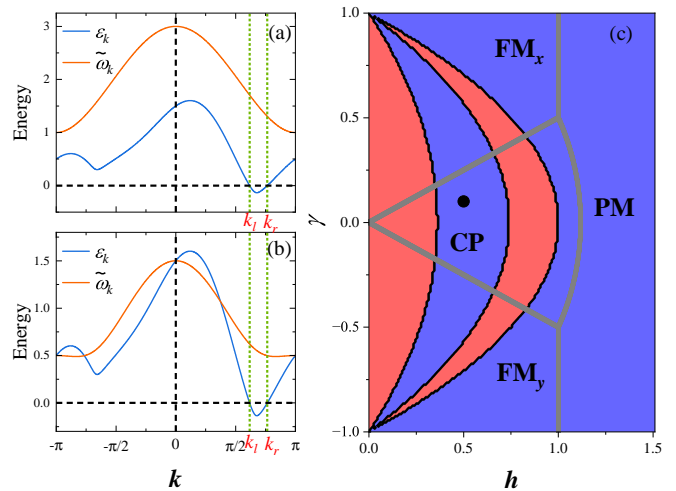 (a)
ε_k
ω̃_k
Energy
3
2
1
0
k_l
k_r
(b)
ε_k
ω̃_k
Energy
1.5
1.0
0.5
0.0
k_l
k_r
-π
-π/2
0
π/2
π
k
(c)
FM_x
PM
CP
FM_y
γ
1.0
0.5
0.0
-0.5
-1.0
0.0
0.5
1.0
1.5
h